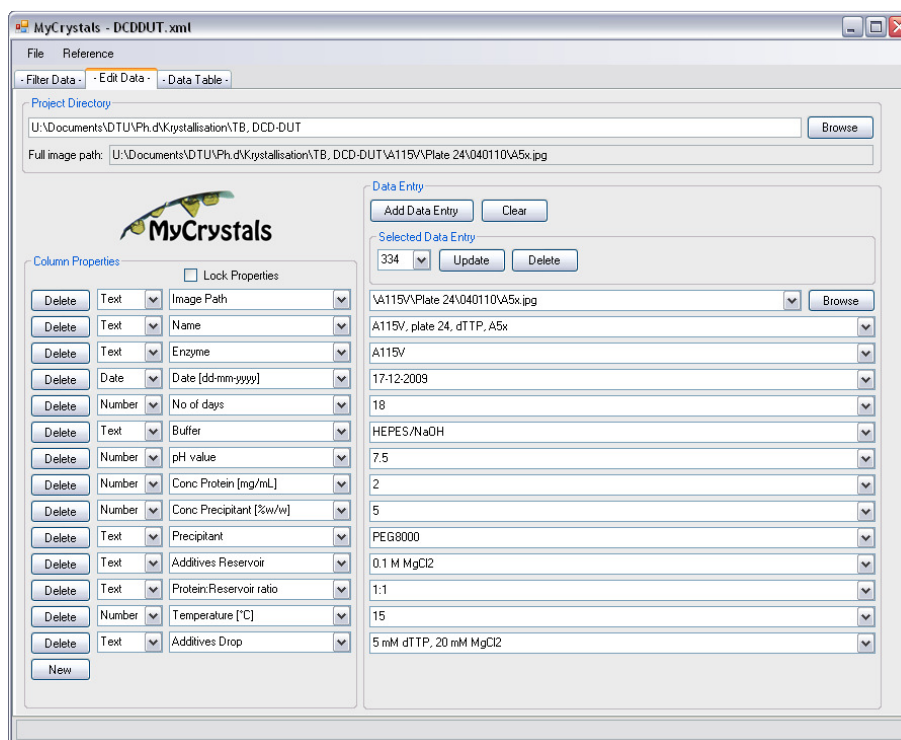 MyCrystals - DCDDUT.xml
File Reference
- Filter Data - - Edit Data - - Data Table -
Project Directory
U:\Documents\DTU\Ph.d\Krystallisation\TB, DCD-DUT Browse
Full image path: U:\Documents\DTU\Ph.d\Krystallisation\TB, DCD-DUT\A115V\Plate 24\040110\A5x.jpg
MyCrystals
Data Entry
Add Data Entry Clear
Selected Data Entry
334 Update Delete
Column Properties
Lock Properties
Delete Text Image Path \A115V\Plate 24\040110\A5x.jpg Browse
Delete Text Name A115V, plate 24, dTTP, A5x
Delete Text Enzyme A115V
Delete Date Date [dd-mm-yyyy] 17-12-2009
Delete Number No of days 18
Delete Text Buffer HEPES/NaOH
Delete Number pH value 7.5
Delete Number Conc Protein [mg/mL] 2
Delete Number Conc Precipitant [%w/w] 5
Delete Text Precipitant PEG8000
Delete Text Additives Reservoir 0.1 M MgCl2
Delete Text Protein:Reservoir ratio 1:1
Delete Number Temperature [°C] 15
Delete Text Additives Drop 5 mM dTTP, 20 mM MgCl2
New